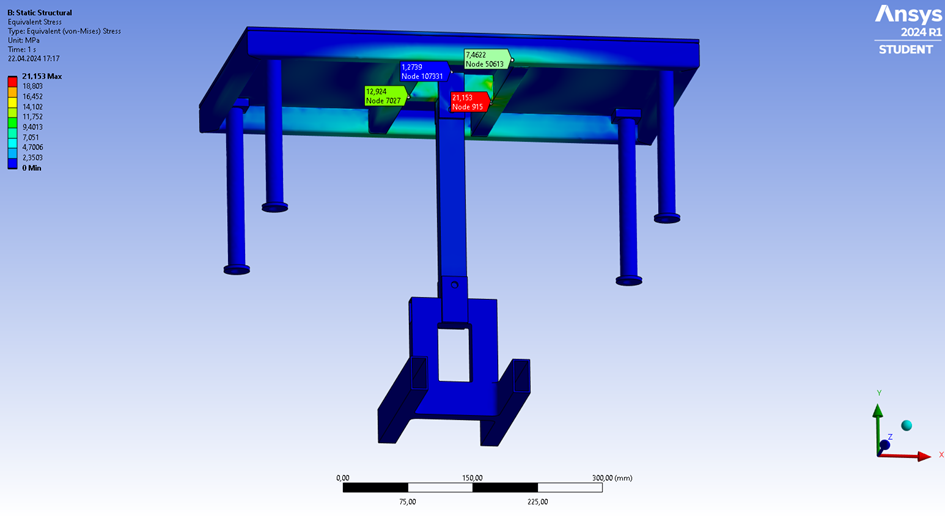 B: Static Structural
Equivalent Stress
Type: Equivalent (von-Mises) Stress
Unit: MPa
Time: 1 s
22.04.2024 17:17
21,153 Max
18,803
16,452
14,102
11,752
9,4013
7,051
4,7006
2,3503
0 Min
Ansys
2024 R1
STUDENT
7,4622
Node 50613
1,2739
Node 107331
12,924
Node 7027
21,153
Node 915
Y
Z
X
0,00
150,00
300,00 (mm)
75,00
225,00